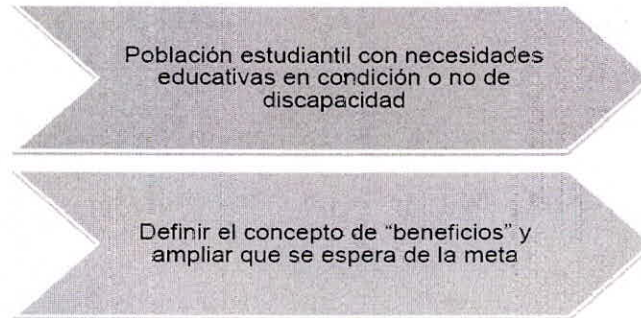 Población estudiantil con necesidades
educativas en condición o no de
discapacidad
Definir el concepto de “beneficios” y
ampliar que se espera de la meta